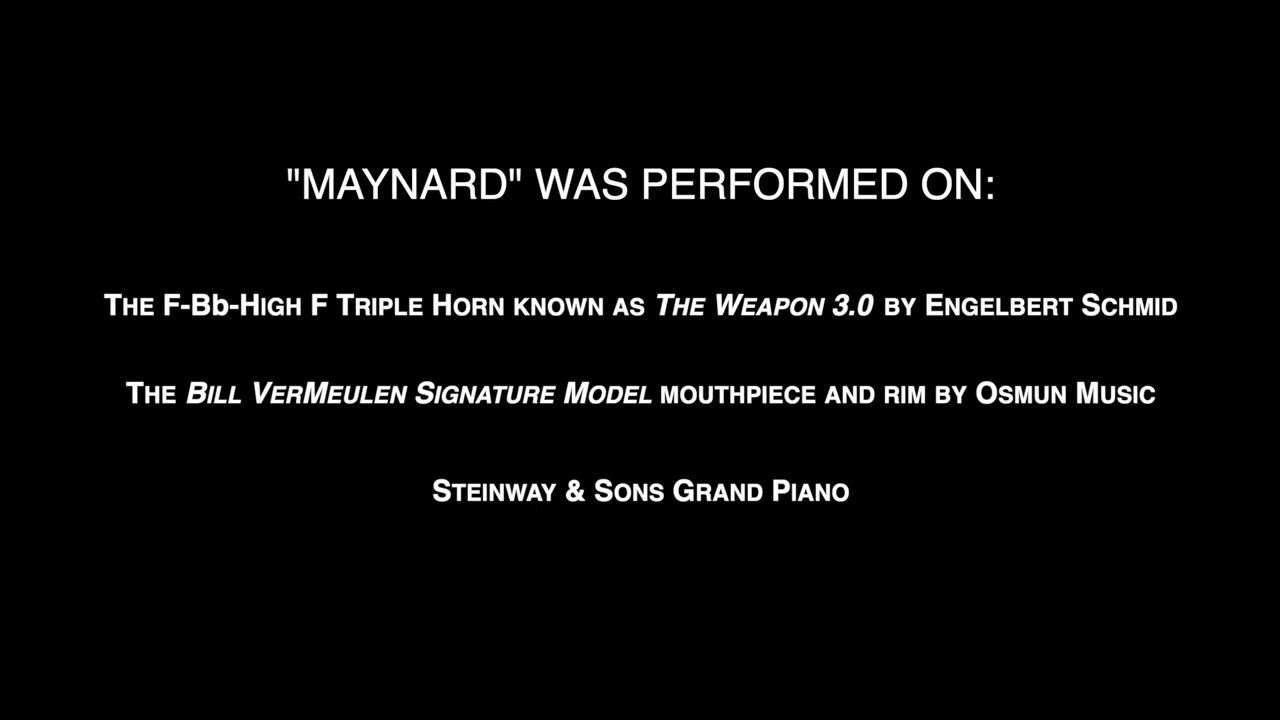 "MAYNARD" WAS PERFORMED ON:
THE F-Bb-HIGH F TRIPLE HORN KNOWN AS THE WEAPON 3.0 BY ENGELBERT SCHMID
THE BILL VERMEULEN SIGNATURE MODEL MOUTHPIECE AND RIM BY OSMUN MUSIC
STEINWAY & SONS GRAND PIANO